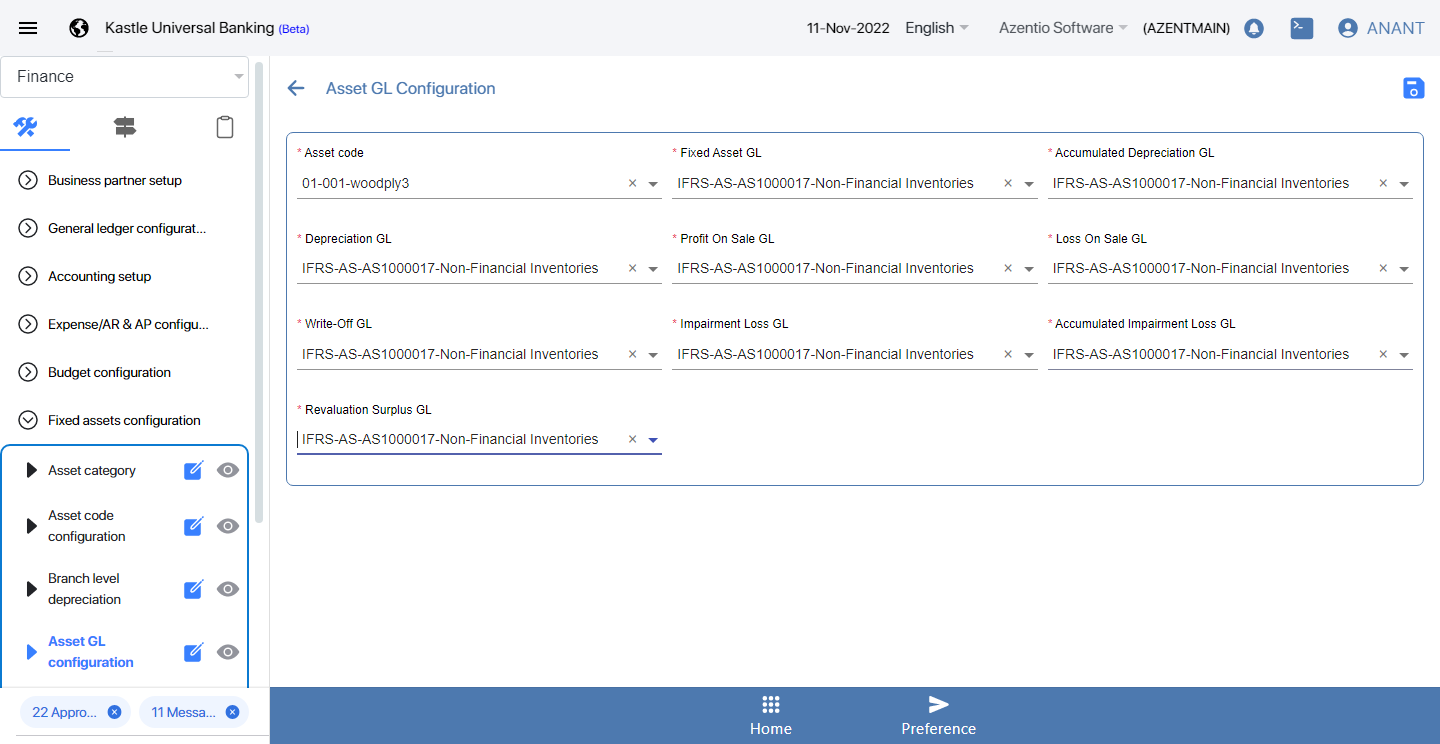 Kastle Universal Banking (Beta)
11-Nov-2022
English
Azentio Software
(AZENTMAIN)
ANANT
Finance
Business partner setup
General ledger configurat...
Accounting setup
Expense/AR & AP configu...
Budget configuration
Fixed assets configuration
Asset category
Asset code
configuration
Branch level
depreciation
Asset GL
configuration
22 Appro...
11 Messa...
Asset GL Configuration
* Asset code
01-001-woodply3
* Fixed Asset GL
IFRS-AS-AS1000017-Non-Financial Inventories
* Accumulated Depreciation GL
IFRS-AS-AS1000017-Non-Financial Inventories
* Depreciation GL
IFRS-AS-AS1000017-Non-Financial Inventories
* Profit On Sale GL
IFRS-AS-AS1000017-Non-Financial Inventories
* Loss On Sale GL
IFRS-AS-AS1000017-Non-Financial Inventories
* Write-Off GL
IFRS-AS-AS1000017-Non-Financial Inventories
* Impairment Loss GL
IFRS-AS-AS1000017-Non-Financial Inventories
* Accumulated Impairment Loss GL
IFRS-AS-AS1000017-Non-Financial Inventories
* Revaluation Surplus GL
IFRS-AS-AS1000017-Non-Financial Inventories
Home
Preference